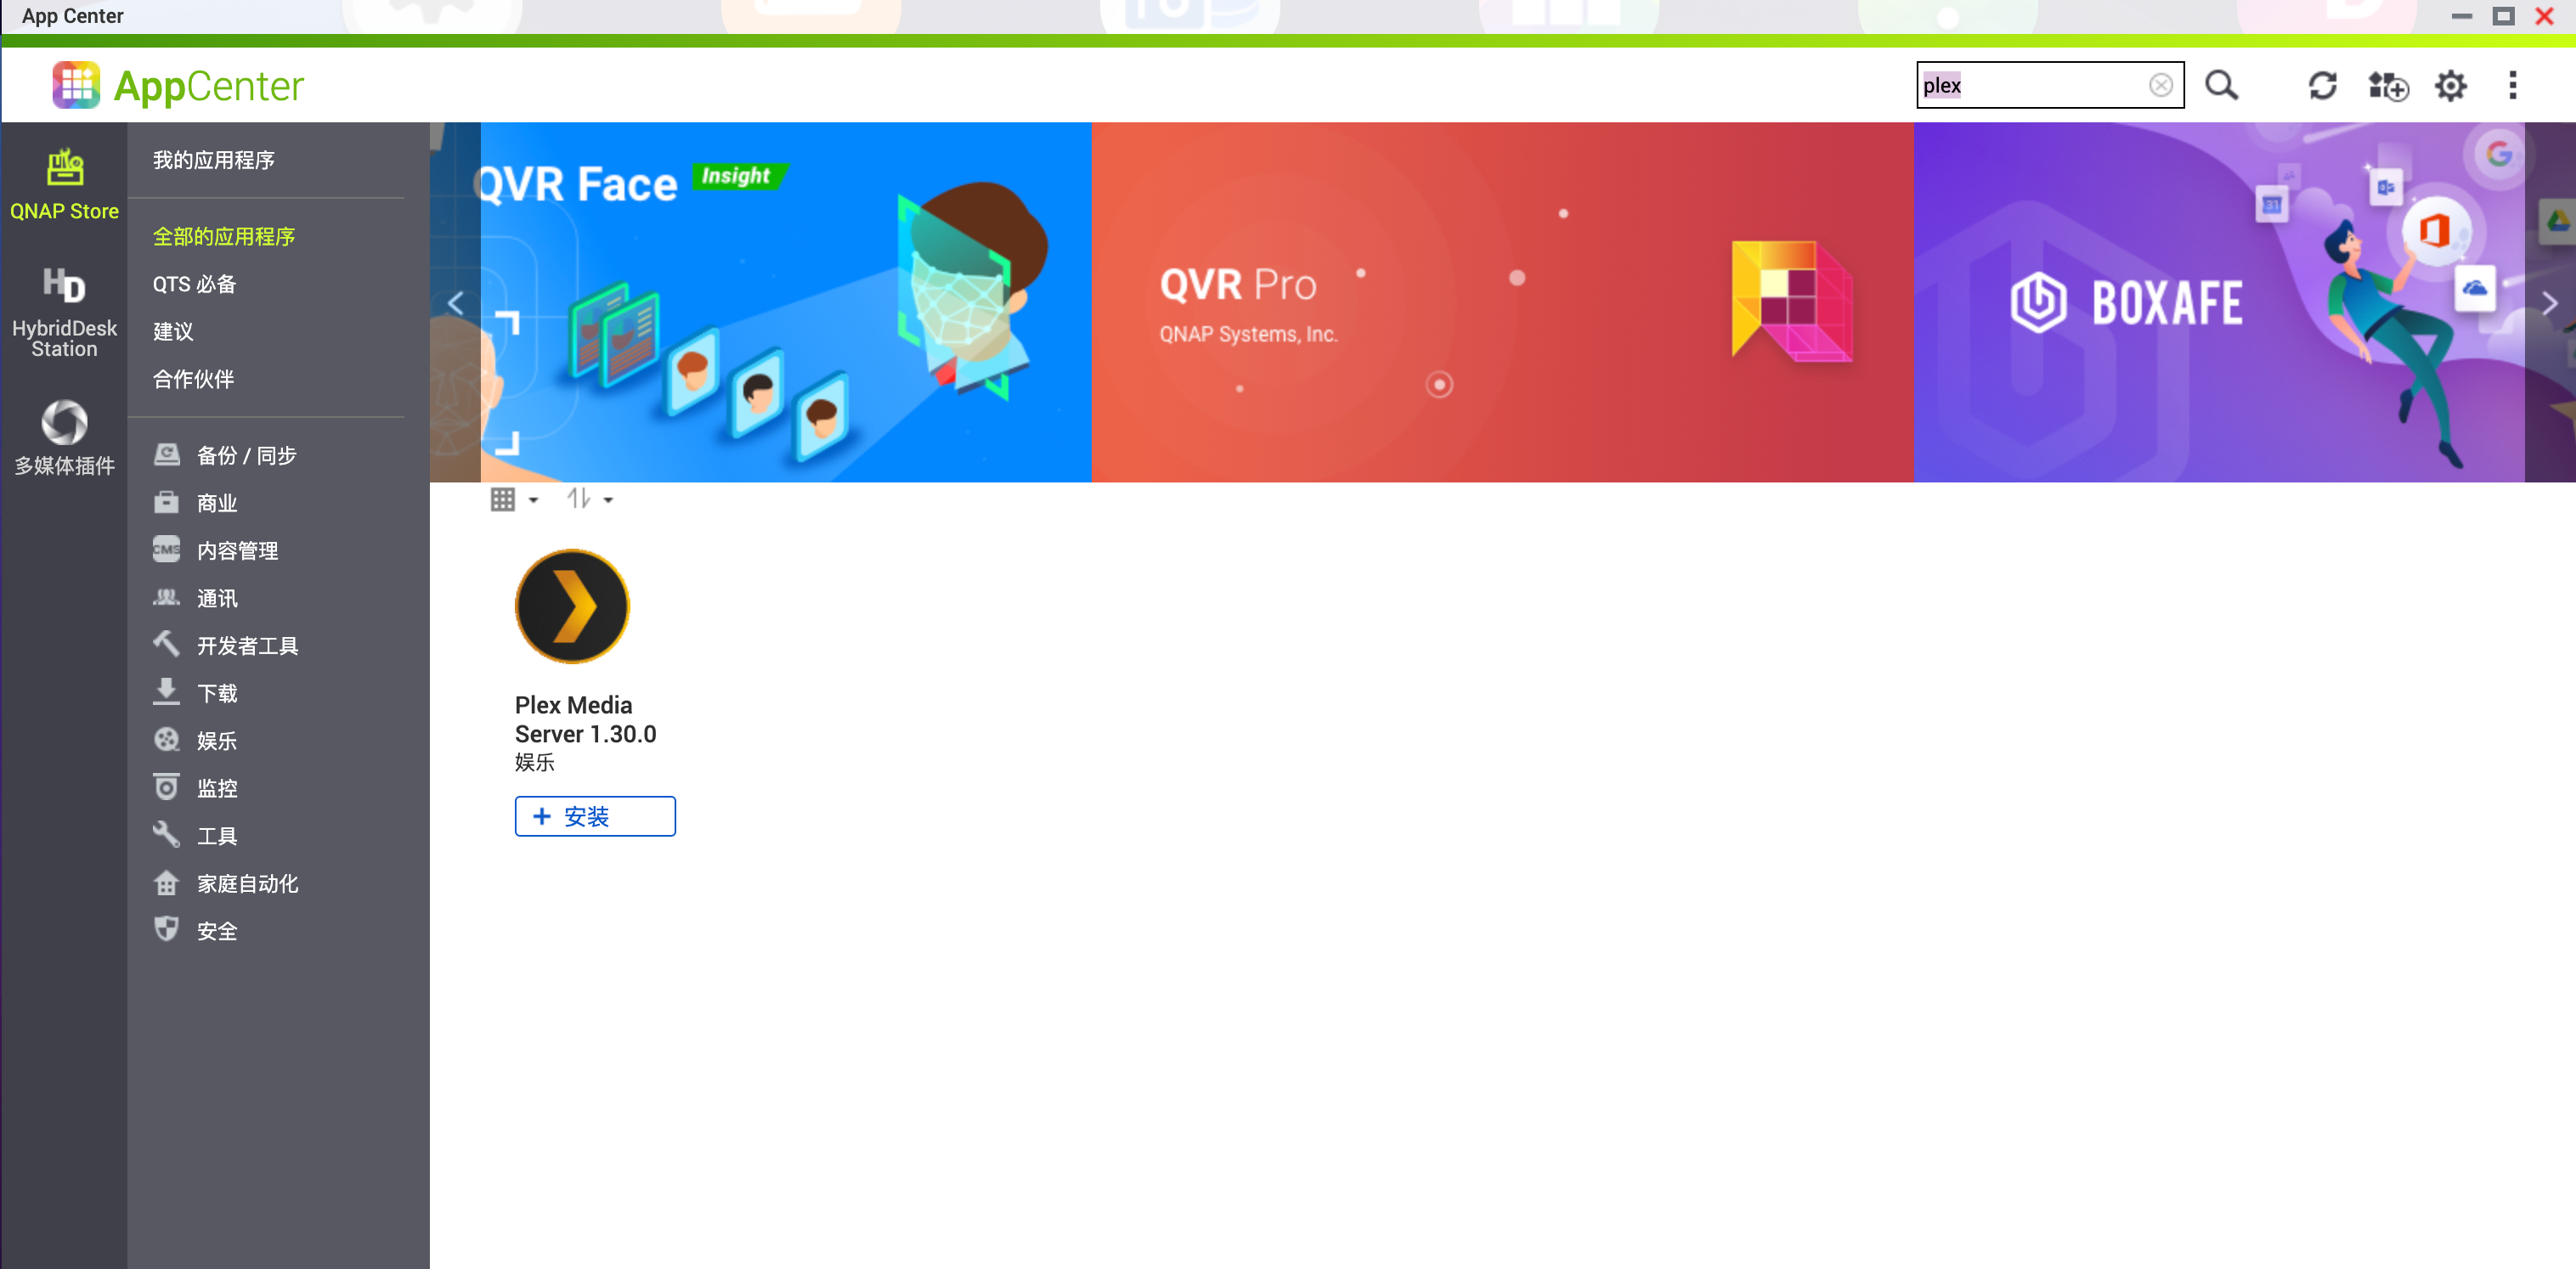 App Center
AppCenter
plex
QNAP Store
HybridDesk
Station
多媒体插件
我的应用程序
全部的应用程序
QTS 必备
建议
合作伙伴
备份 / 同步
商业
CMS 内容管理
通讯
开发者工具
下载
娱乐
监控
工具
家庭自动化
安全
QVR Face Insight
QVR Pro
QNAP Systems, Inc.
BOXAFE
31
Plex Media
Server 1.30.0
娱乐
+ 安装